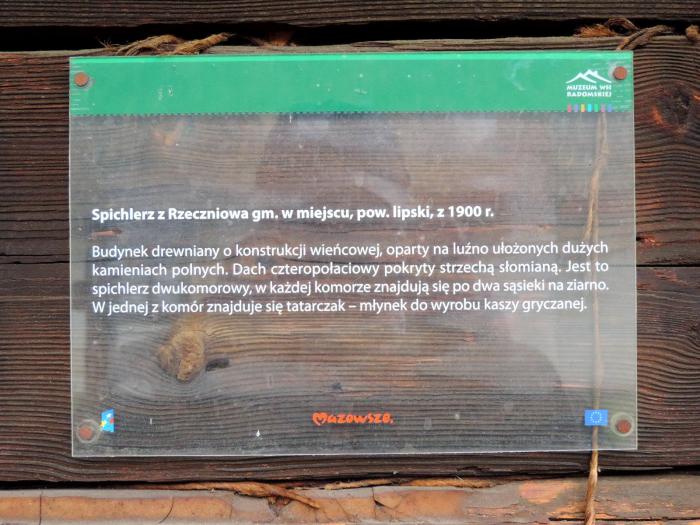 MUZEUM WSI
RADOMSKIEJ
Spichlerz z Rzeczniowa gm. w miejscu, pow. lipski, z 1900 r.
Budynek drewniany o konstrukcji wieńcowej, oparty na luźno ułożonych dużych
kamieniach polnych. Dach czteropołaciowy pokryty strzechą słomianą. Jest to
spichlerz dwukomorowy, w każdej komorze znajdują się po dwa sąsieki na ziarno.
W jednej z komór znajduje się tatarczak – młynek do wyrobu kaszy gryczanej.
Mazowsze.